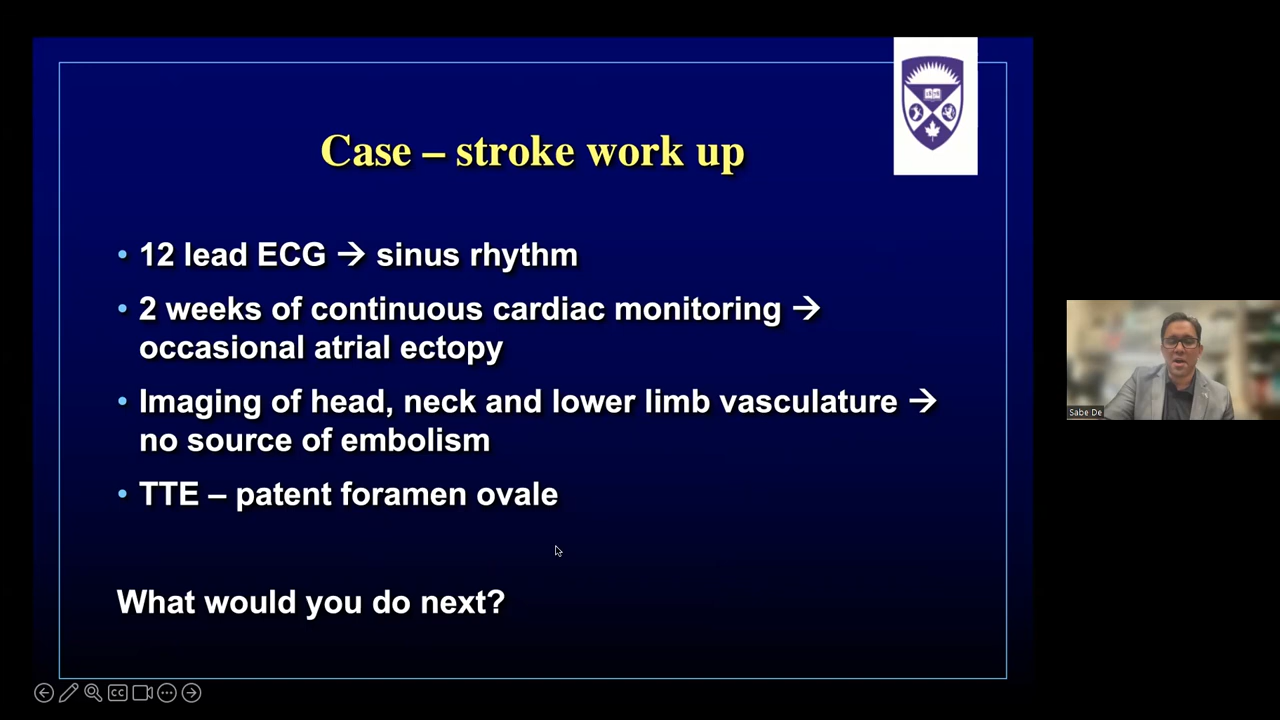 Case – stroke work up
• 12 lead ECG → sinus rhythm
• 2 weeks of continuous cardiac monitoring →
occasional atrial ectopy
• Imaging of head, neck and lower limb vasculature →
no source of embolism
• TTE – patent foramen ovale
What would you do next?
Sabe De
CC